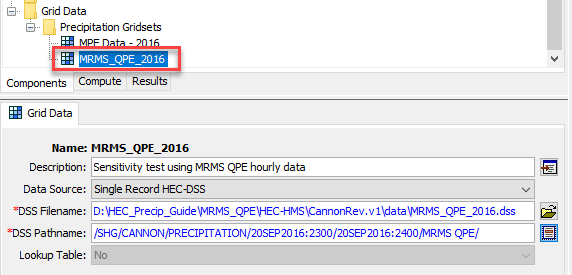 Grid Data
Precipitation Gridsets
MPE Data - 2016
MRMS_QPE_2016
Components Compute Results
Grid Data
Name: MRMS_QPE_2016
Description: Sensitivity test using MRMS QPE hourly data
Data Source: Single Record HEC-DSS
*DSS Filename: D:\HEC_Precip_Guide\MRMS_QPE\HEC-HMS\CannonRev.v1\data\MRMS_QPE_2016.dss
*DSS Pathname: /SHG/CANNON/PRECIPITATION/20SEP2016:2300/20SEP2016:2400/MRMS QPE/
Lookup Table: No